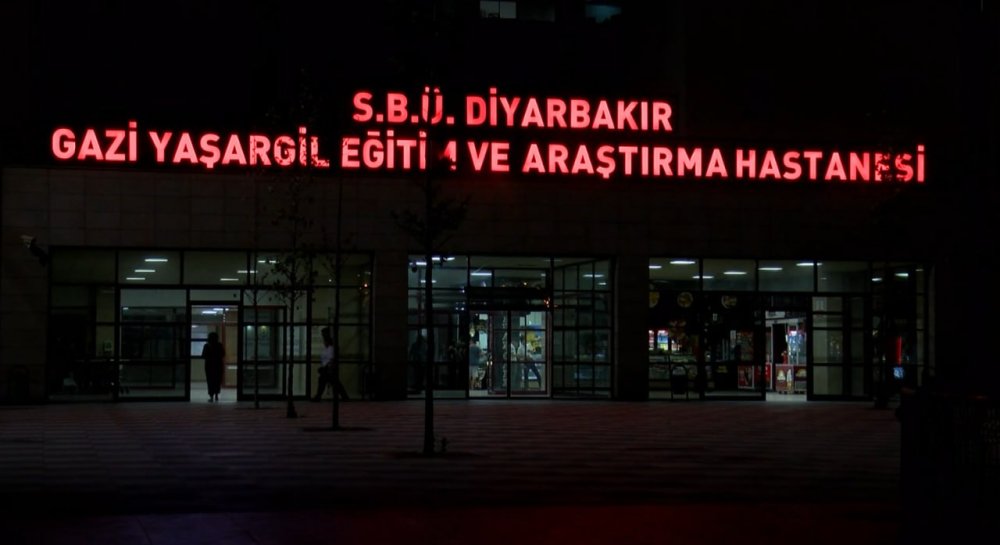 S.B.Ü. DİYARBAKIR
GAZİ YAŞARGİL EĞİTİM VE ARAŞTIRMA HASTANESİ